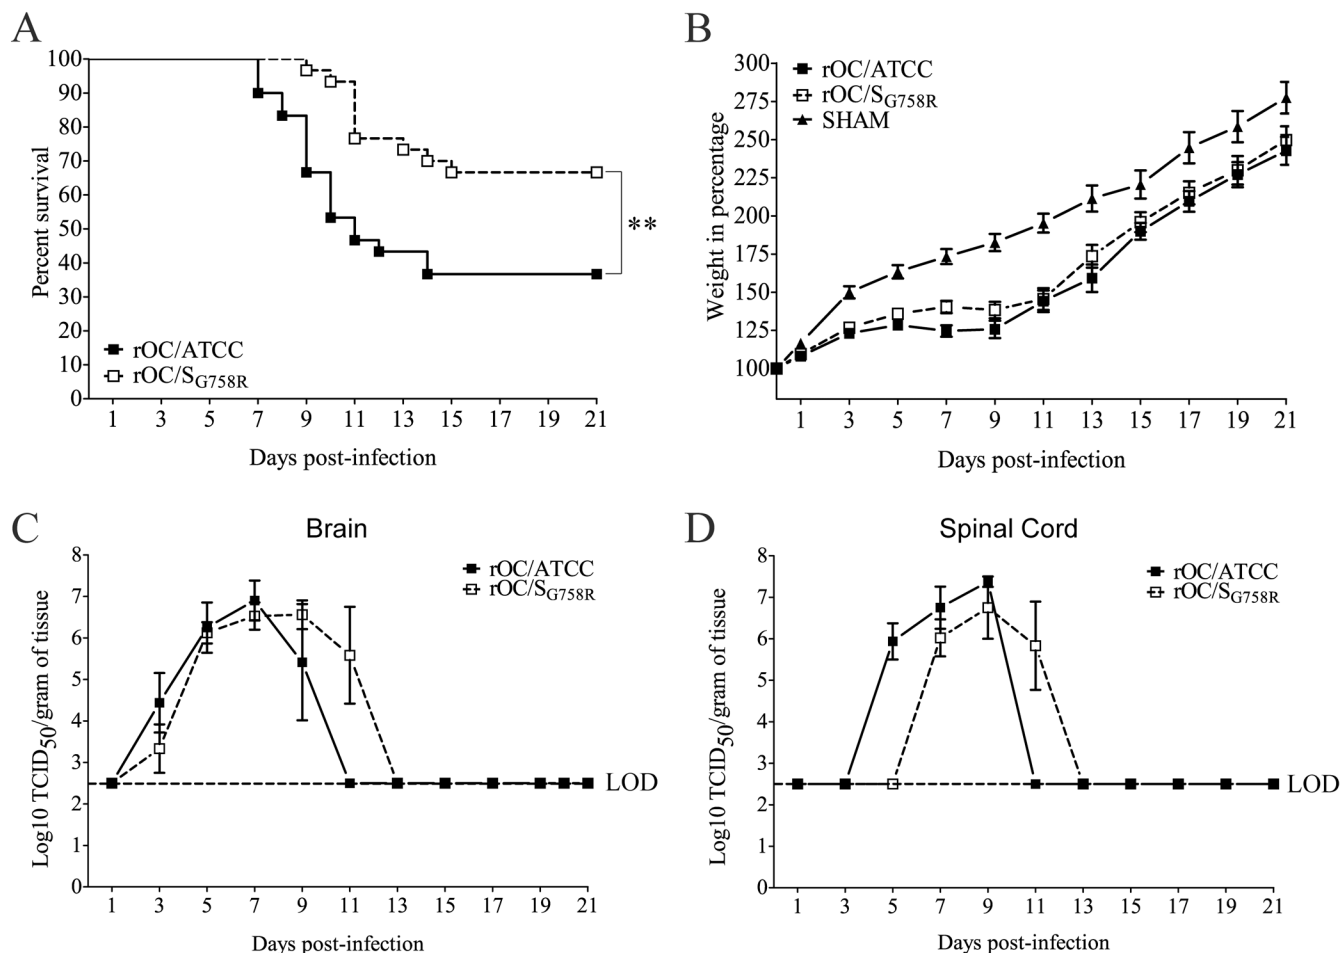 A
Percent survival
100
90
80
70
60
50
40
30
20
10
0
**
rOC/ATCC
rOC/SG758R
1 3 5 7 9 11 13 15 17 19 21
Days post-infection
B
Weight in percentage
300
275
250
225
200
175
150
125
100
rOC/ATCC
rOC/SG758R
SHAM
1 3 5 7 9 11 13 15 17 19 21
Days post-infection
C
Brain
Log10 TCID50/gram of tissue
8
7
6
5
4
3
2
1
0
rOC/ATCC
rOC/SG758R
LOD
1 3 5 7 9 11 13 15 17 19 21
Days post-infection
D
Spinal Cord
Log10 TCID50/gram of tissue
8
7
6
5
4
3
2
1
0
rOC/ATCC
rOC/SG758R
LOD
1 3 5 7 9 11 13 15 17 19 21
Days post-infection